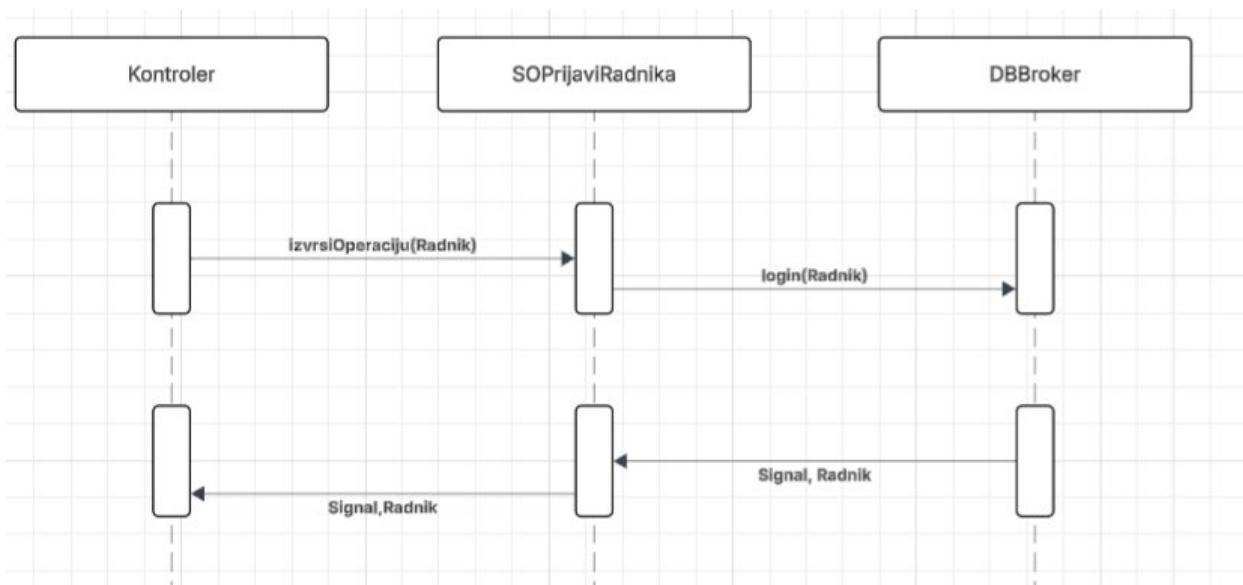 Kontroler
SOPrijaviRadnika
DBBroker
izvrsiOperaciju(Radnik)
login(Radnik)
Signal, Radnik
Signal,Radnik